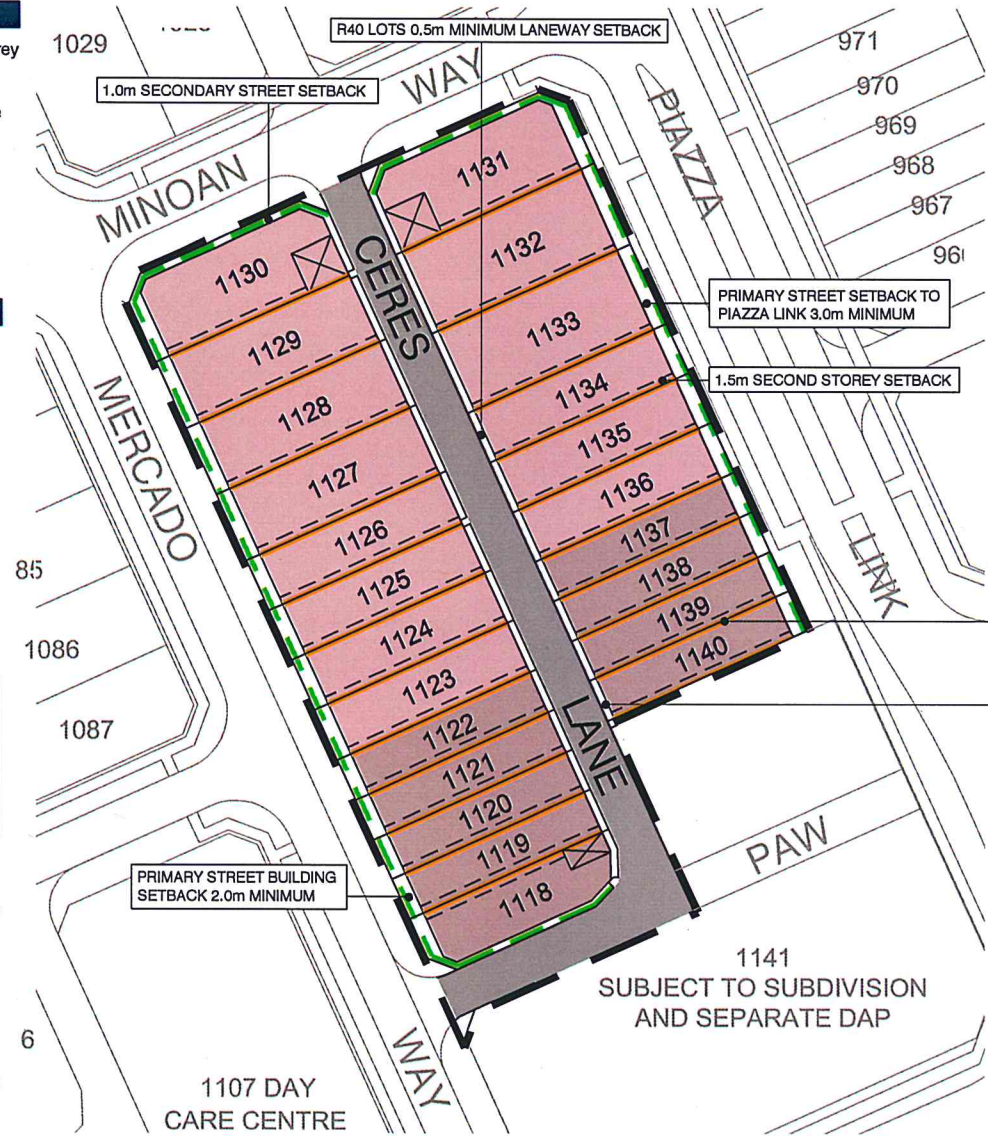 R40 LOTS 0.5m MINIMUM LANEWAY SETBACK
1029
971
1.0m SECONDARY STREET SETBACK
WAY
970
PIAZZA
969
968
967
MINOAN
1131
1130
1132
CERES
PRIMARY STREET SETBACK TO
PIAZZA LINK 3.0m MINIMUM
1129
1133
1.5m SECOND STOREY SETBACK
1128
1134
MERCADO
1135
1127
1136
1126
1137
LINK
85
1125
1138
1139
1124
1086
1140
1123
1087
1122
LANE
1121
1120
1119
PAW
PRIMARY STREET BUILDING
SETBACK 2.0m MINIMUM
1118
1141
SUBJECT TO SUBDIVISION
AND SEPARATE DAP
6
WAY
1107 DAY
CARE CENTRE